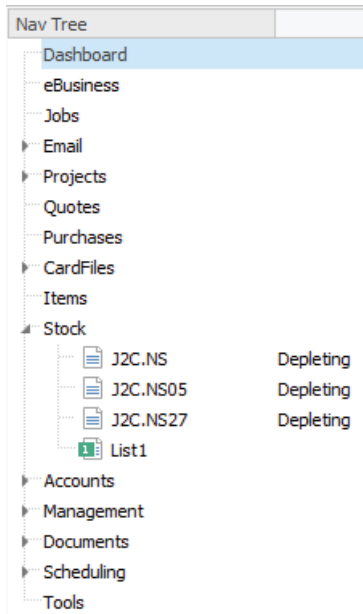 Nav Tree
Dashboard
eBusiness
Jobs
Email
Projects
Quotes
Purchases
CardFiles
Items
Stock
J2C.NS Depleting
J2C.NS05 Depleting
J2C.NS27 Depleting
1 List1
Accounts
Management
Documents
Scheduling
Tools